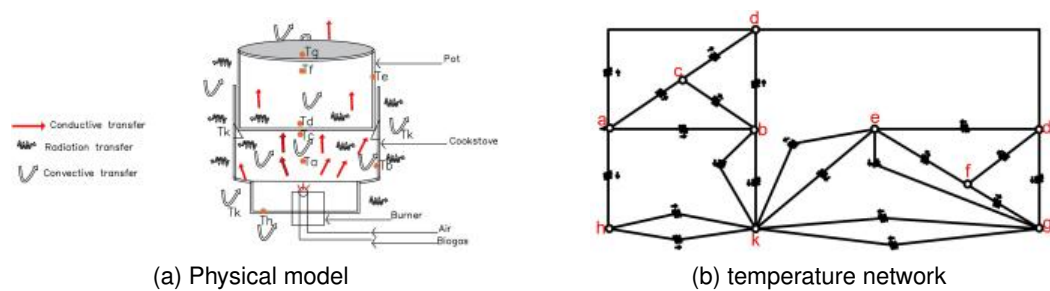 Tg
Tf
Pot
Te
Td
Tk
Tc
Tk
Cookstove
Ta
Tb
Conductive transfer
Radiation transfer
Convective transfer
Tk
Th
Burner
Air
Biogas
(a) Physical model
d
c
a
b
e
d
f
h
k
g
(b) temperature network